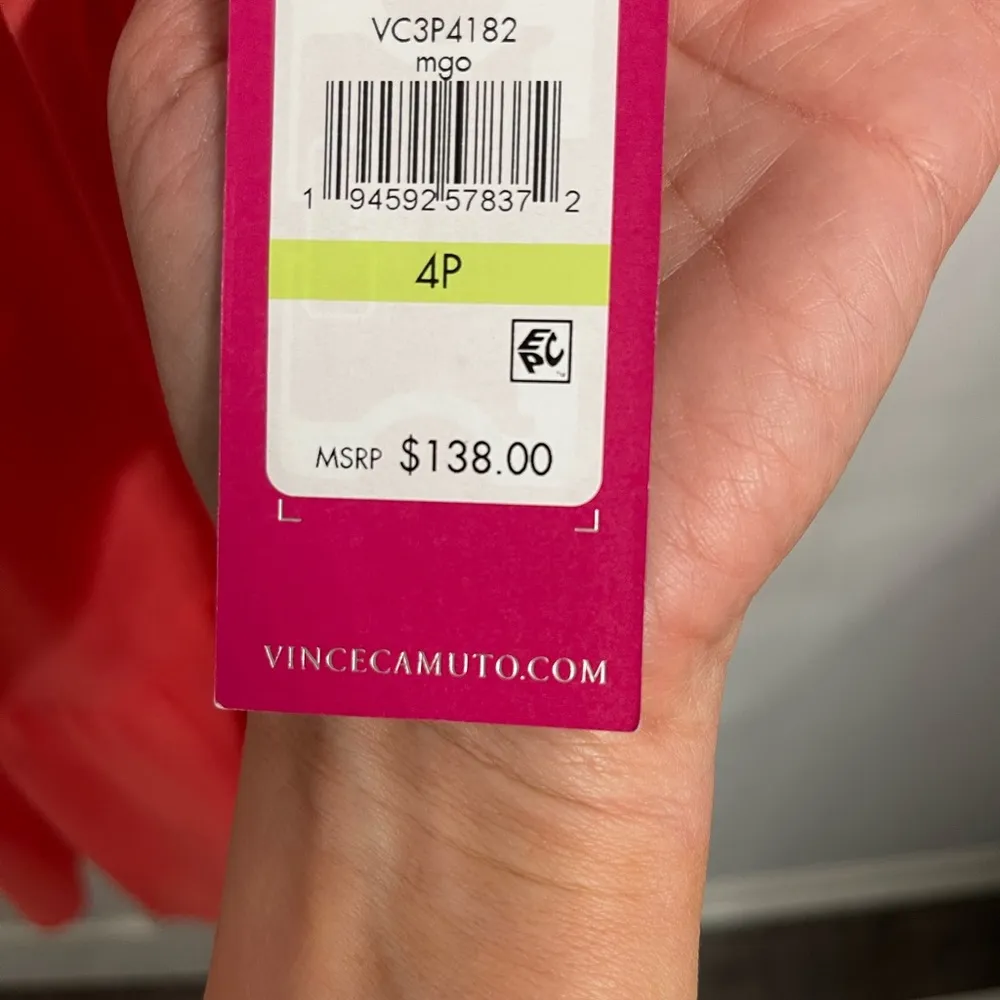 VC3P4182
mgo
1 94592 57837 2
4P
EPC
MSRP $138.00
VINCECAMUTO.COM